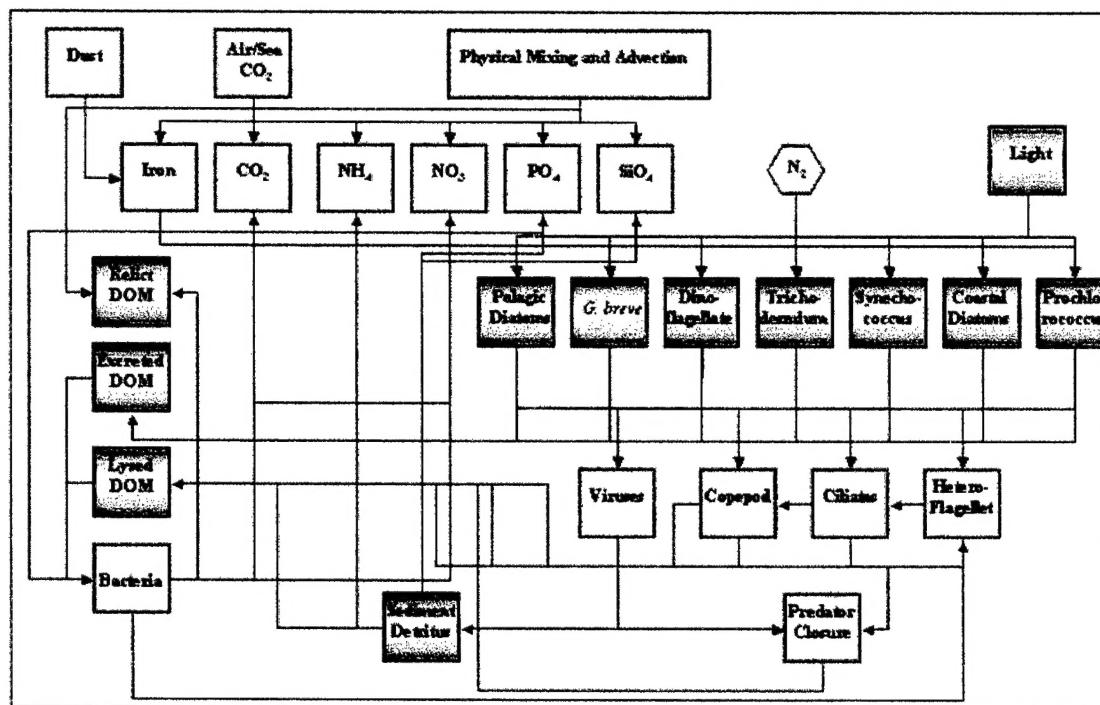 Dust
Air/Sea
CO₂
Physical Mixing and Advection
Iron
CO₂
NH₄
NO₃
PO₄
SiO₄
N₂
Light
Relict
DOM
Pelagic
Diatoms
G. breve
Dino-
flagellate
Tricho-
desmium
Synecho-
coccus
Coastal
Diatoms
Prochlo-
rococcus
Excreted
DOM
Lysed
DOM
Viruses
Copepod
Ciliates
Hetero-
Flagellet
Bacteria
Sediment
Detritus
Predator
Closure